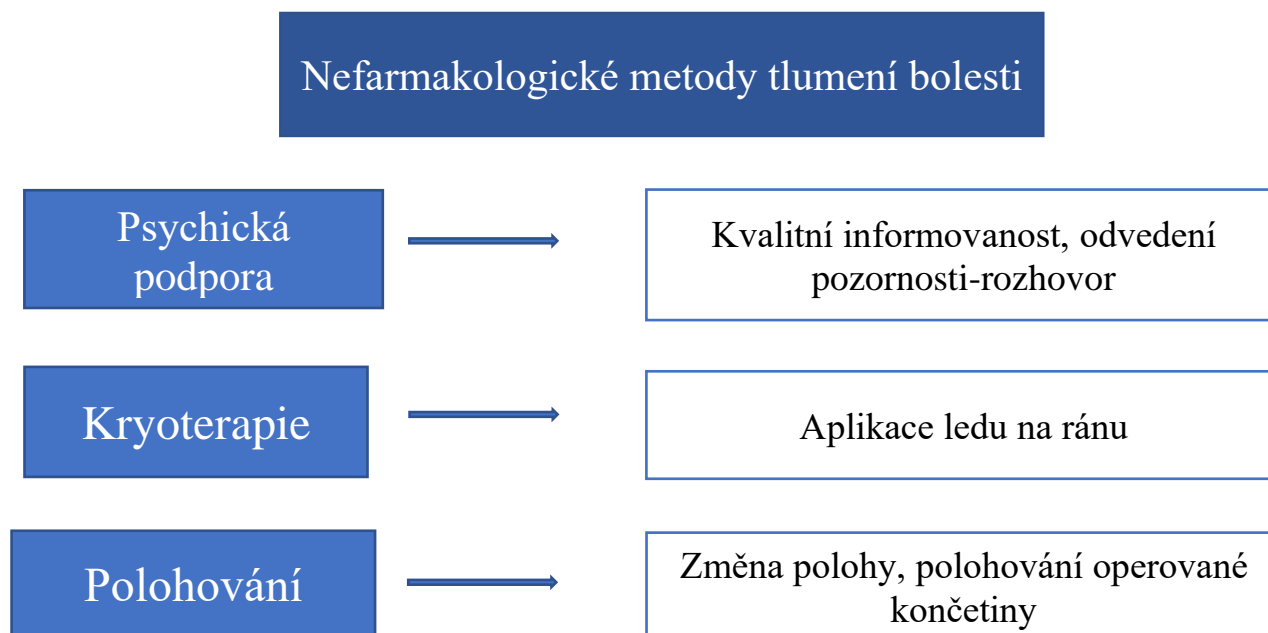 Nefarmakologické metody tlumení bolesti
Psychická
podpora
Kvalitní informovanost, odvedení
pozornosti-rozhovor
Kryoterapie
Aplikace ledu na ránu
Polohování
Změna polohy, polohování operované
končetiny